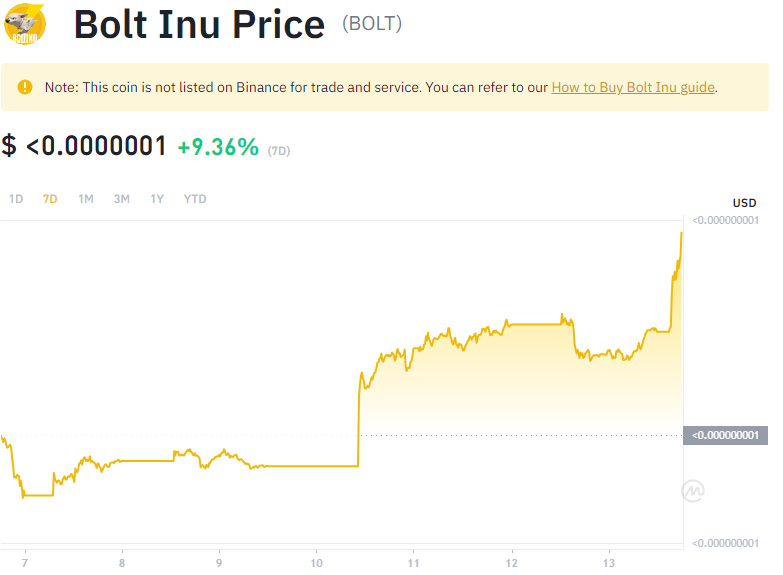 Bolt Inu Price (BOLT)
Note: This coin is not listed on Binance for trade and service. You can refer to our How to Buy Bolt Inu guide.
$ <0.0000001 +9.36% (7D)
1D 7D 1M 3M 1Y YTD
USD
<0.000000001
<0.000000001
<0.000000001
7 8 9 10 11 12 13